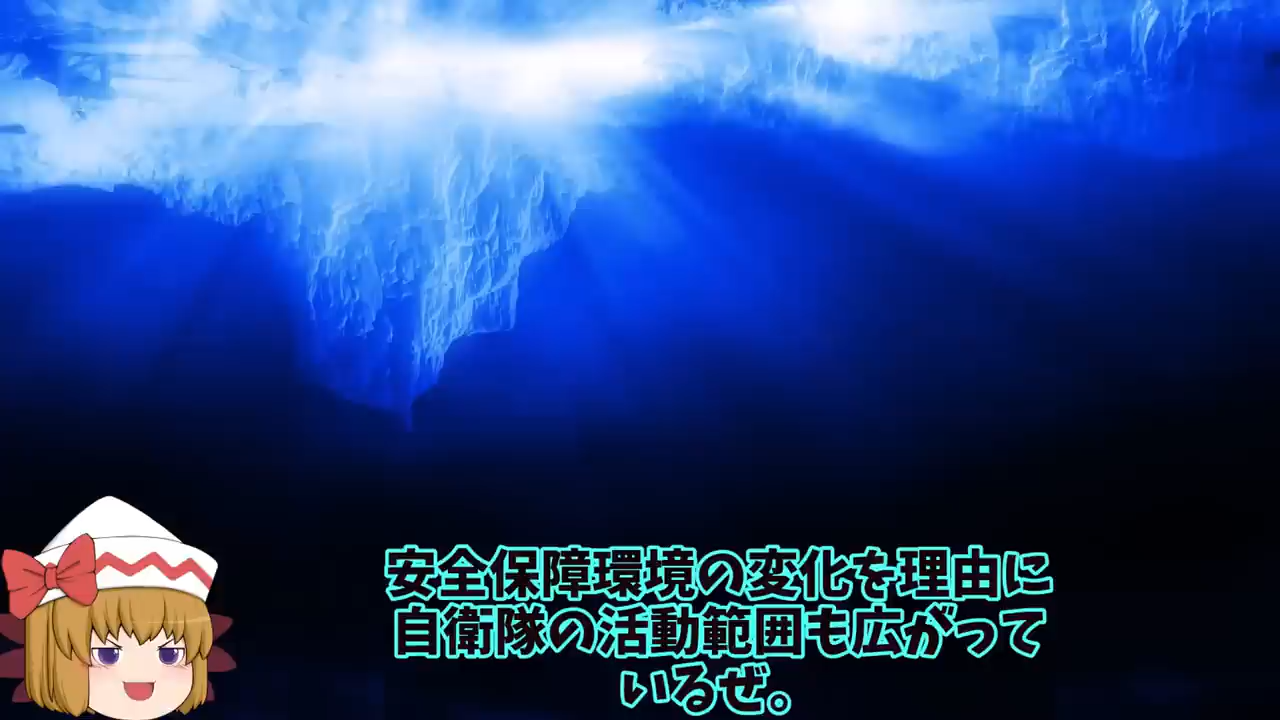 安全保障環境の変化を理由に
自衛隊の活動範囲も広がって
いるぜ。